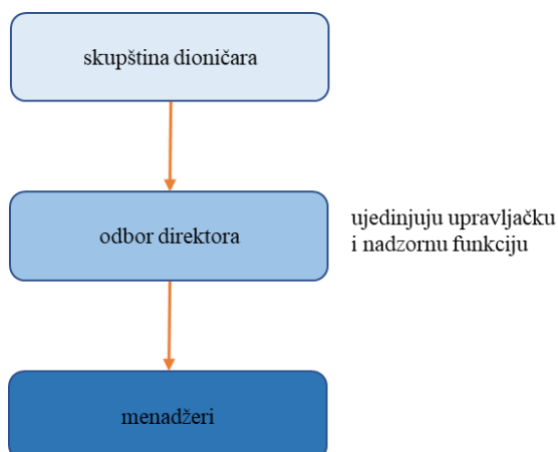 skupština dioničara
odbor direktora
ujedinjuju upravljačku
i nadzornu funkciju
menadžeri